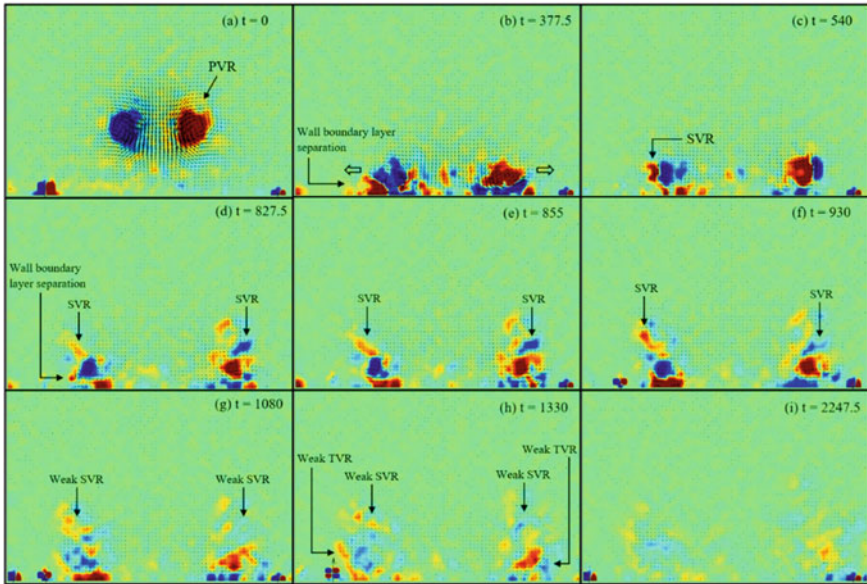 (a) t = 0
PVR
(b) t = 377.5
Wall boundary layer
separation
(c) t = 540
SVR
(d) t = 827.5
Wall boundary
layer separation
SVR
SVR
(e) t = 855
SVR
SVR
(f) t = 930
SVR
SVR
(g) t = 1080
Weak SVR
Weak SVR
(h) t = 1330
Weak TVR
Weak SVR
Weak TVR
Weak SVR
(i) t = 2247.5